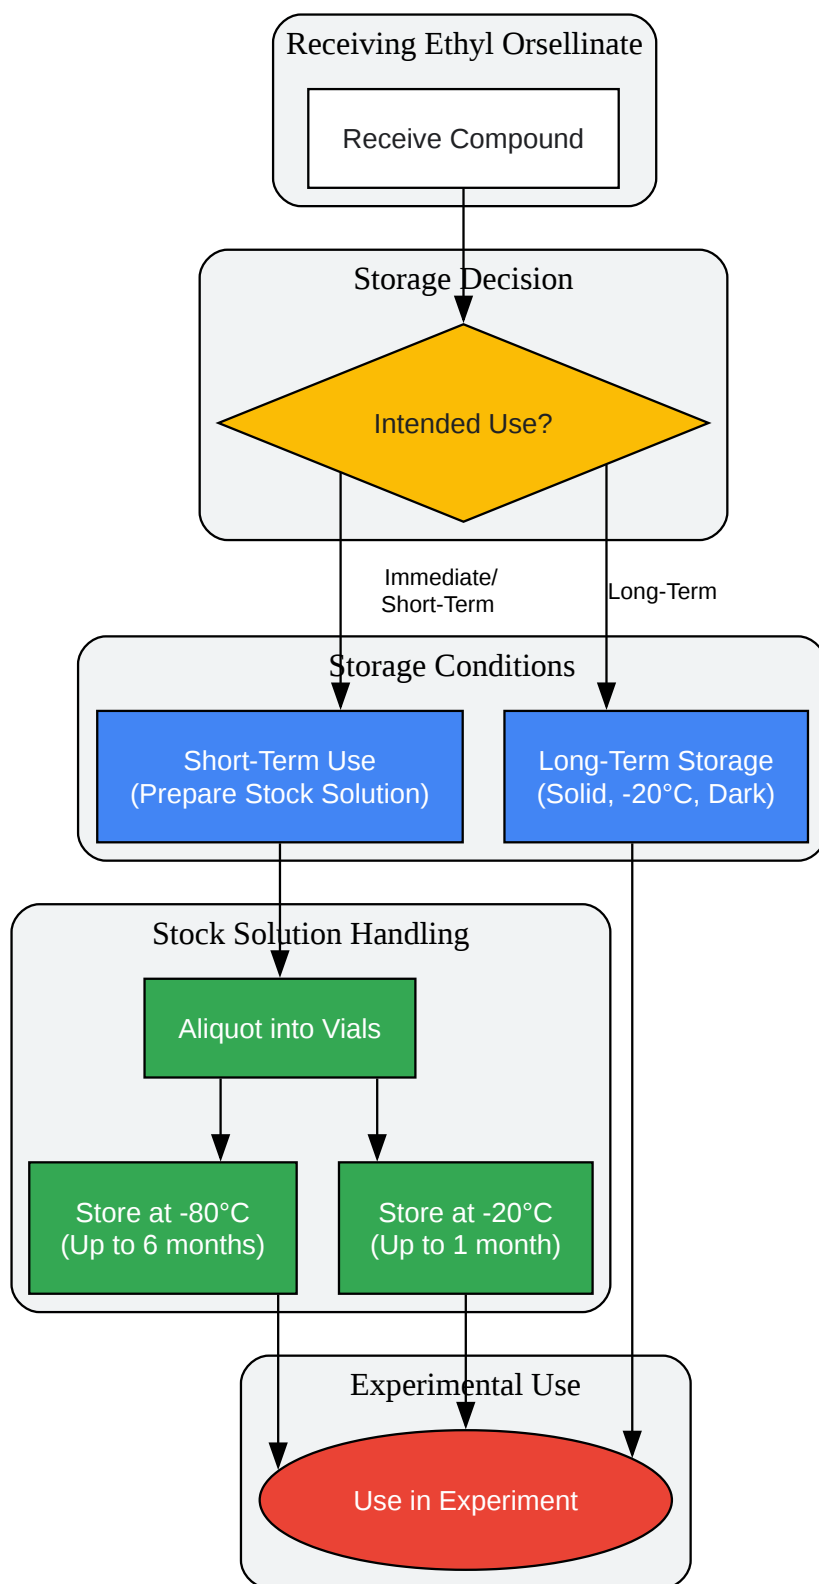 Receiving Ethyl Orsellinate
Receive Compound
Storage Decision
Intended Use?
Immediate/
Short-Term
Long-Term
Storage Conditions
Short-Term Use
(Prepare Stock Solution)
Long-Term Storage
(Solid, -20°C, Dark)
Stock Solution Handling
Aliquot into Vials
Store at -80°C
(Up to 6 months)
Store at -20°C
(Up to 1 month)
Experimental Use
Use in Experiment